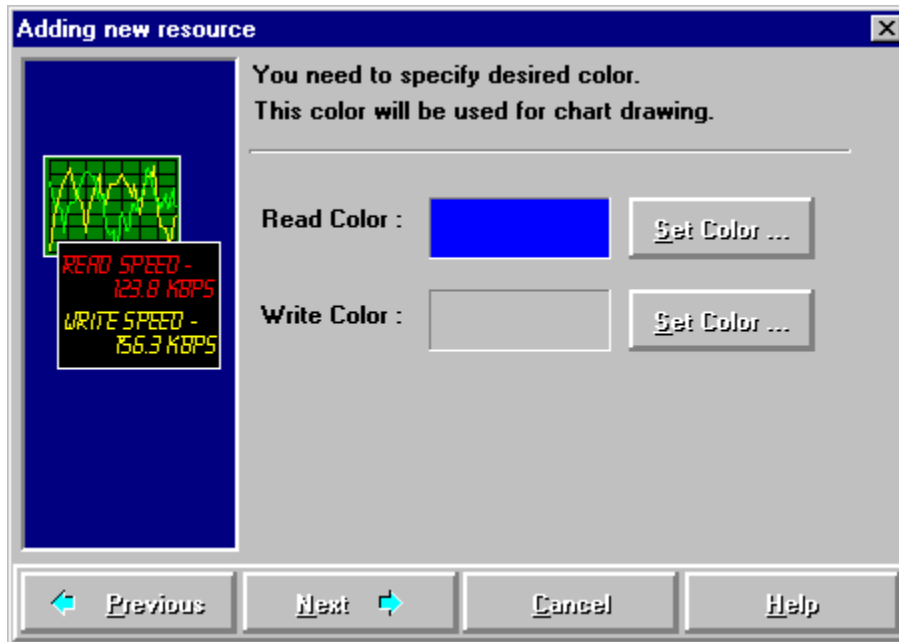 Adding new resource
You need to specify desired color.
This color will be used for chart drawing.
READ SPEED -
123.8 KBPS
WRITE SPEED -
156.3 KBPS
Read Color :
Set Color ...
Write Color :
Set Color ...
Previous
Next
Cancel
Help